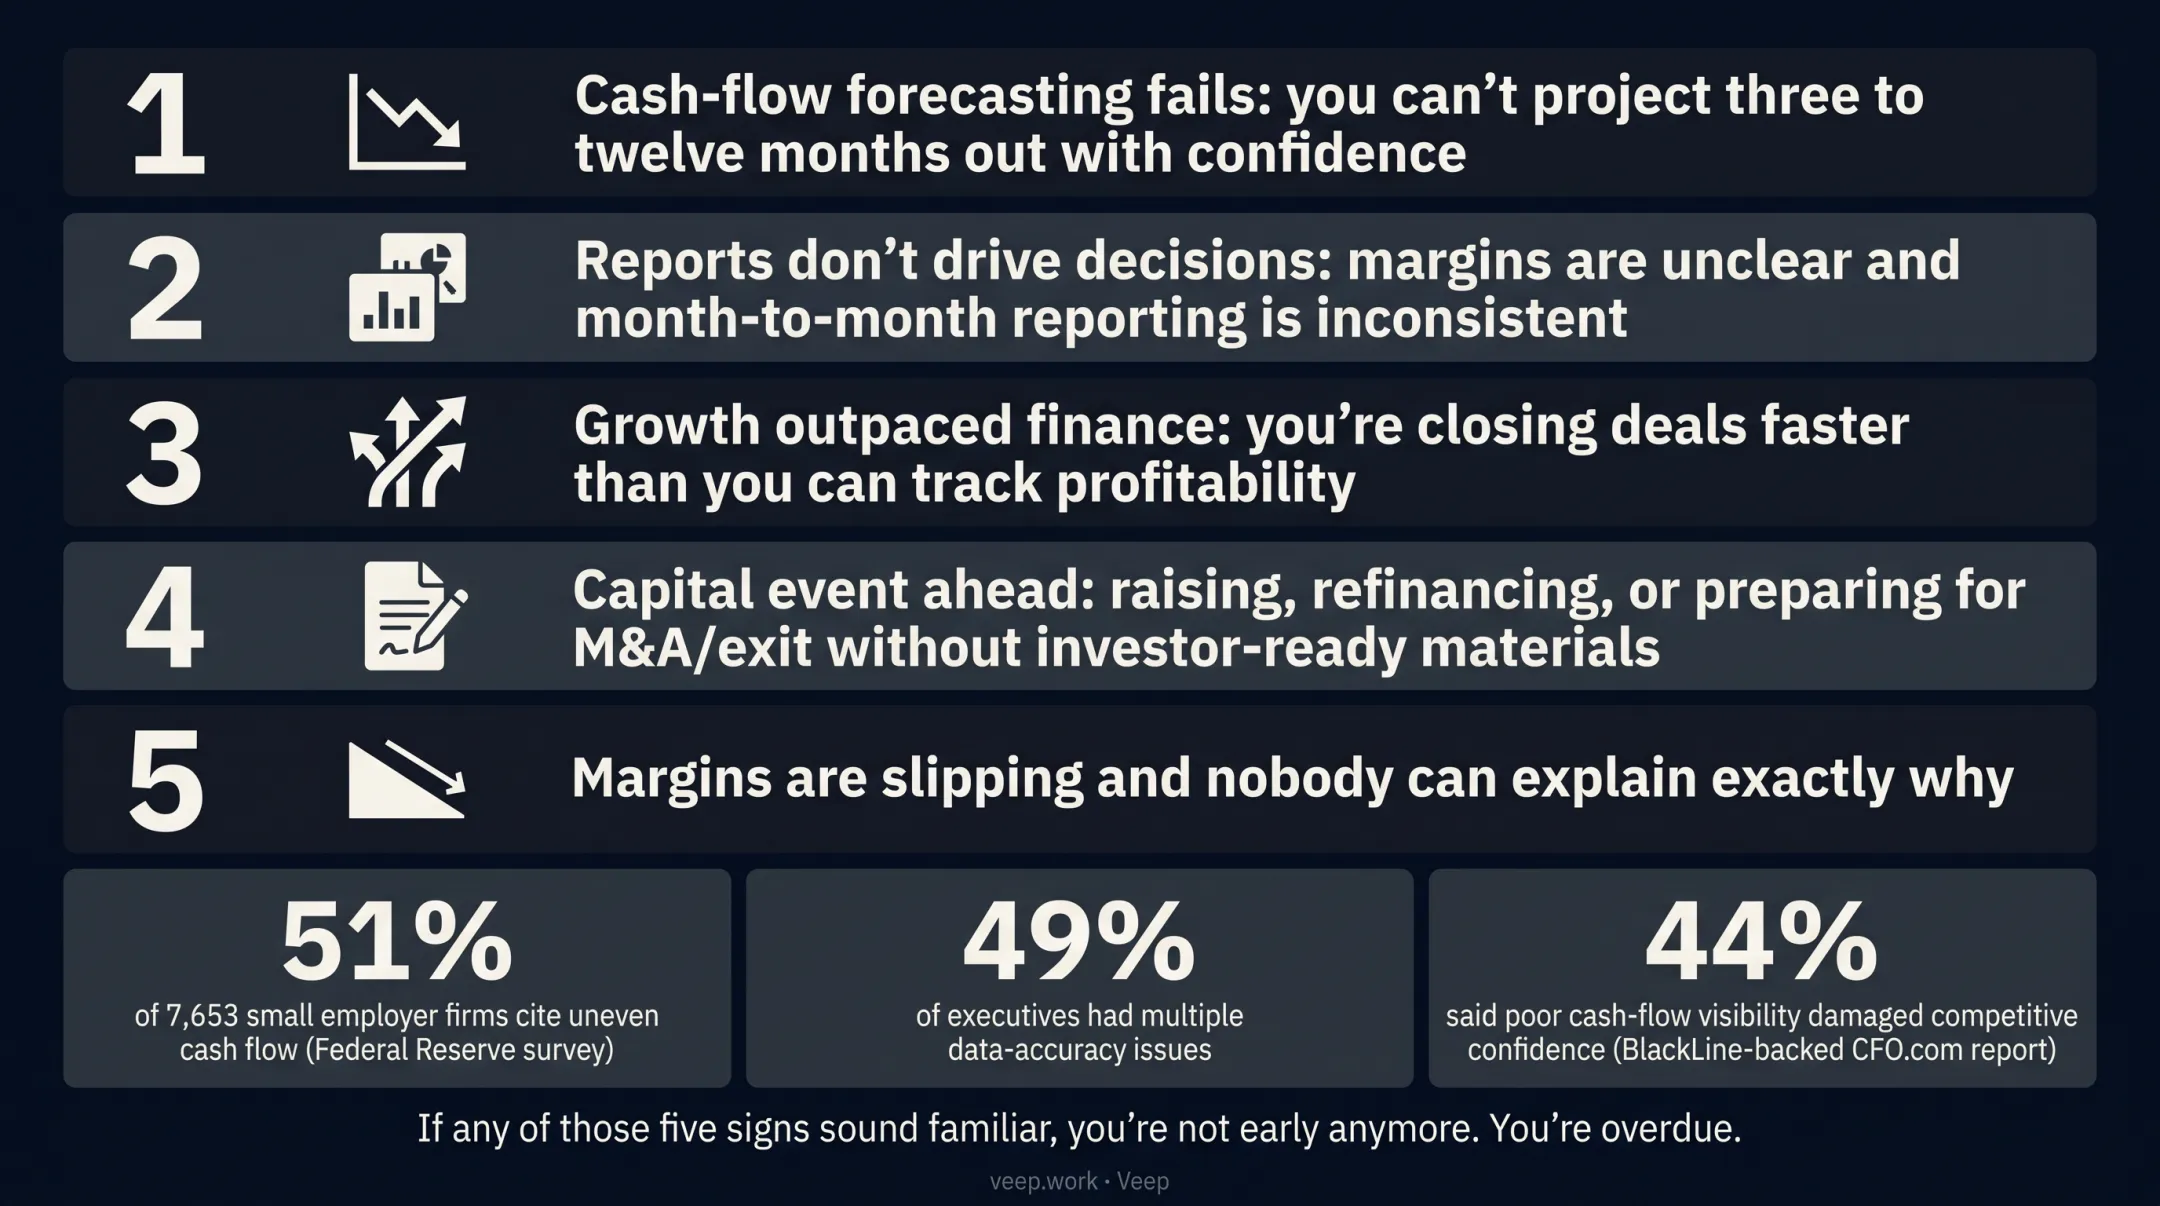 1
Cash-flow forecasting fails: you can’t project three to
twelve months out with confidence
2
Reports don’t drive decisions: margins are unclear and
month-to-month reporting is inconsistent
3
Growth outpaced finance: you’re closing deals faster
than you can track profitability
4
Capital event ahead: raising, refinancing, or preparing for
M&A/exit without investor-ready materials
5
Margins are slipping and nobody can explain exactly why
51%
of 7,653 small employer firms cite uneven
cash flow (Federal Reserve survey)
49%
of executives had multiple
data-accuracy issues
44%
said poor cash-flow visibility damaged competitive
confidence (BlackLine-backed CFO.com report)
If any of those five signs sound familiar, you’re not early anymore. You’re overdue.
veep.work • Veep